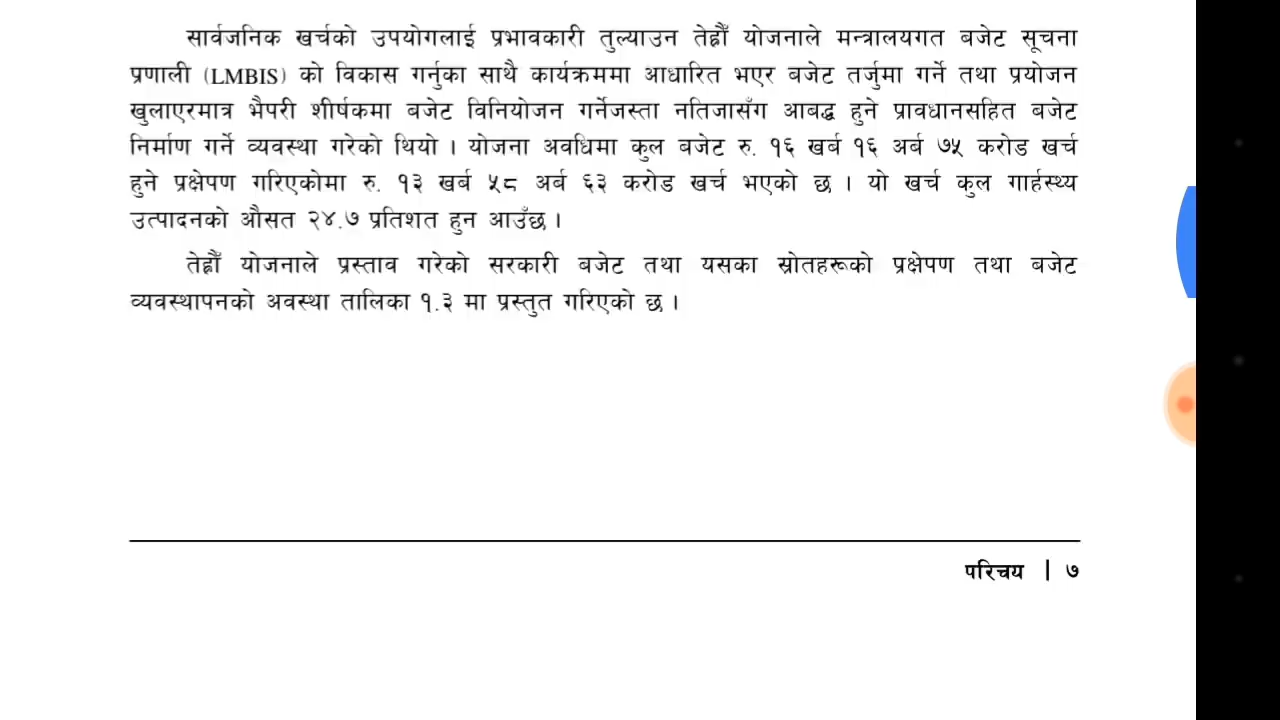 सार्वजनिक खर्चको उपयोगलाई प्रभावकारी तुल्याउन तेह्रौँ योजनाले मन्त्रालयगत बजेट सूचना
प्रणाली (LMBIS) को विकास गर्नुका साथै कार्यक्रममा आधारित भएर बजेट तर्जुमा गर्ने तथा प्रयोजन
खुलाएरमात्र भैपरी शीर्षकमा बजेट विनियोजन गर्नेजस्ता नतिजासँग आबद्ध हुने प्रावधानसहित बजेट
निर्माण गर्ने व्यवस्था गरेको थियो । योजना अवधिमा कुल बजेट रु. १६ खर्ब १६ अर्ब ७५ करोड खर्च
हुने प्रक्षेपण गरिएकोमा रु. १३ खर्ब ५८ अर्ब ६३ करोड खर्च भएको छ । यो खर्च कुल गार्हस्थ्य
उत्पादनको औसत २४.७ प्रतिशत हुन आउँछ ।
तेह्रौँ योजनाले प्रस्ताव गरेको सरकारी बजेट तथा यसका स्रोतहरूको प्रक्षेपण तथा बजेट
व्यवस्थापनको अवस्था तालिका १.३ मा प्रस्तुत गरिएको छ ।
परिचय | ७